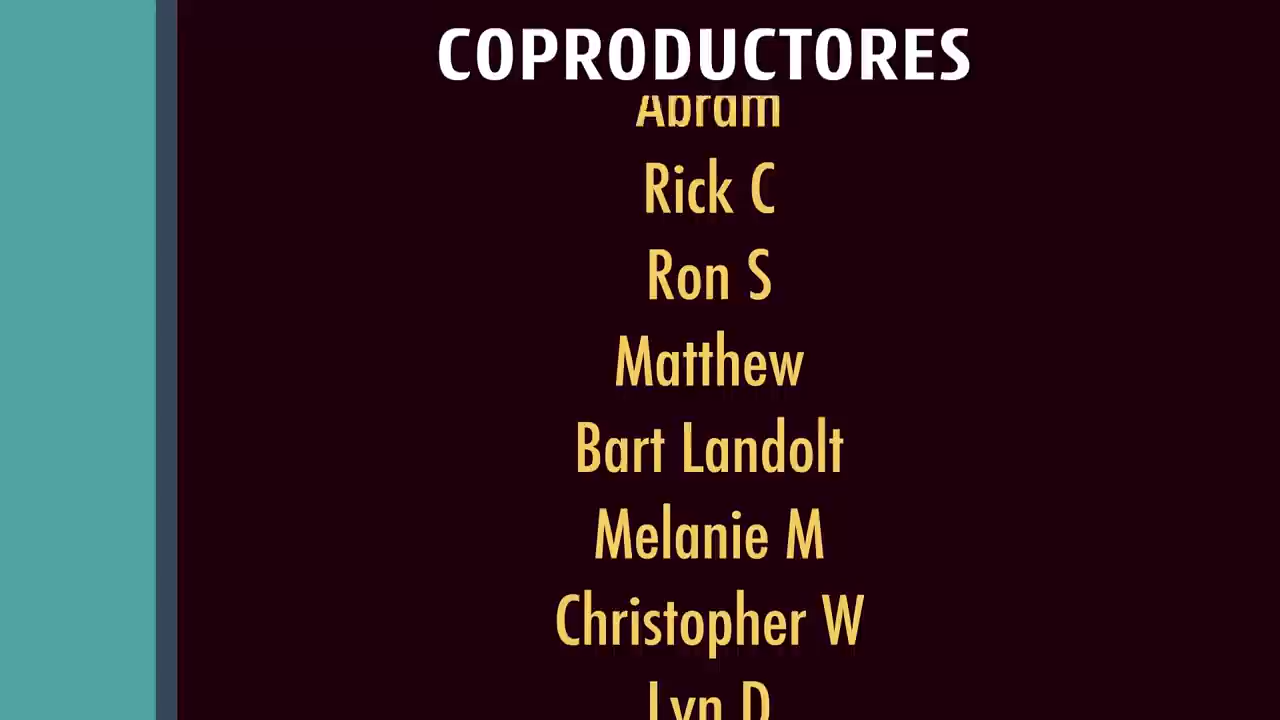 COPRODUCTORES
Abram
Rick C
Ron S
Matthew
Bart Landolt
Melanie M
Christopher W
Lyn D